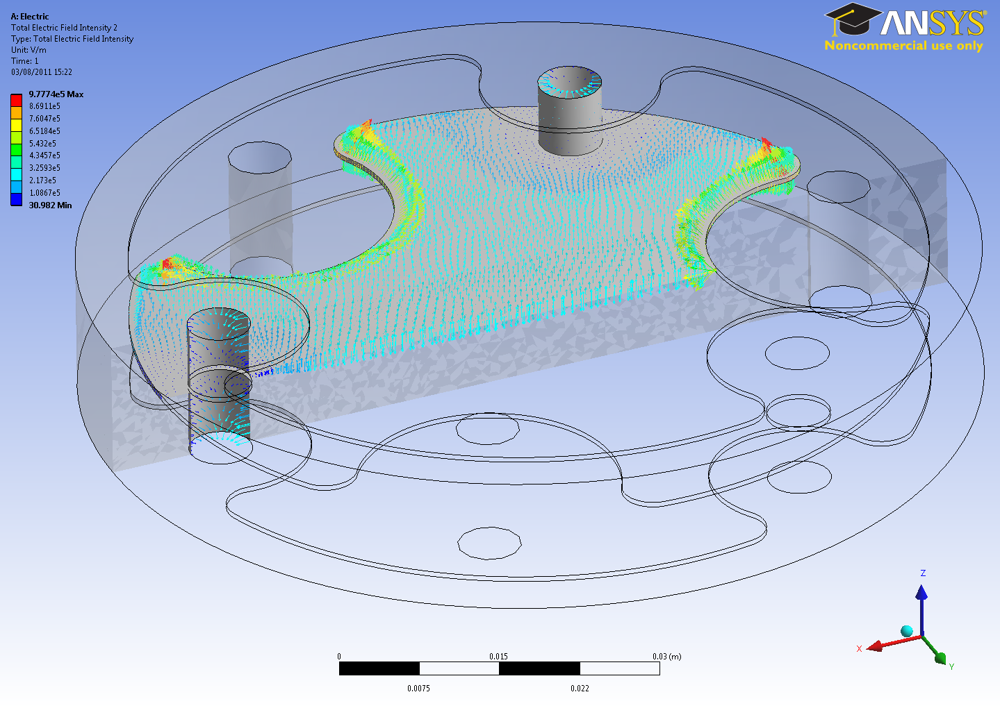 A: Electric
Total Electric Field Intensity 2
Type: Total Electric Field Intensity
Unit: V/m
Time: 1
03/08/2011 15:22
9.7774e5 Max
8.6911e5
7.6047e5
6.5184e5
5.432e5
4.3457e5
3.2593e5
2.173e5
1.0867e5
30.982 Min
ANSYS®
Noncommercial use only
0 0.015 0.03 (m)
0.0075 0.022
Z
X
Y